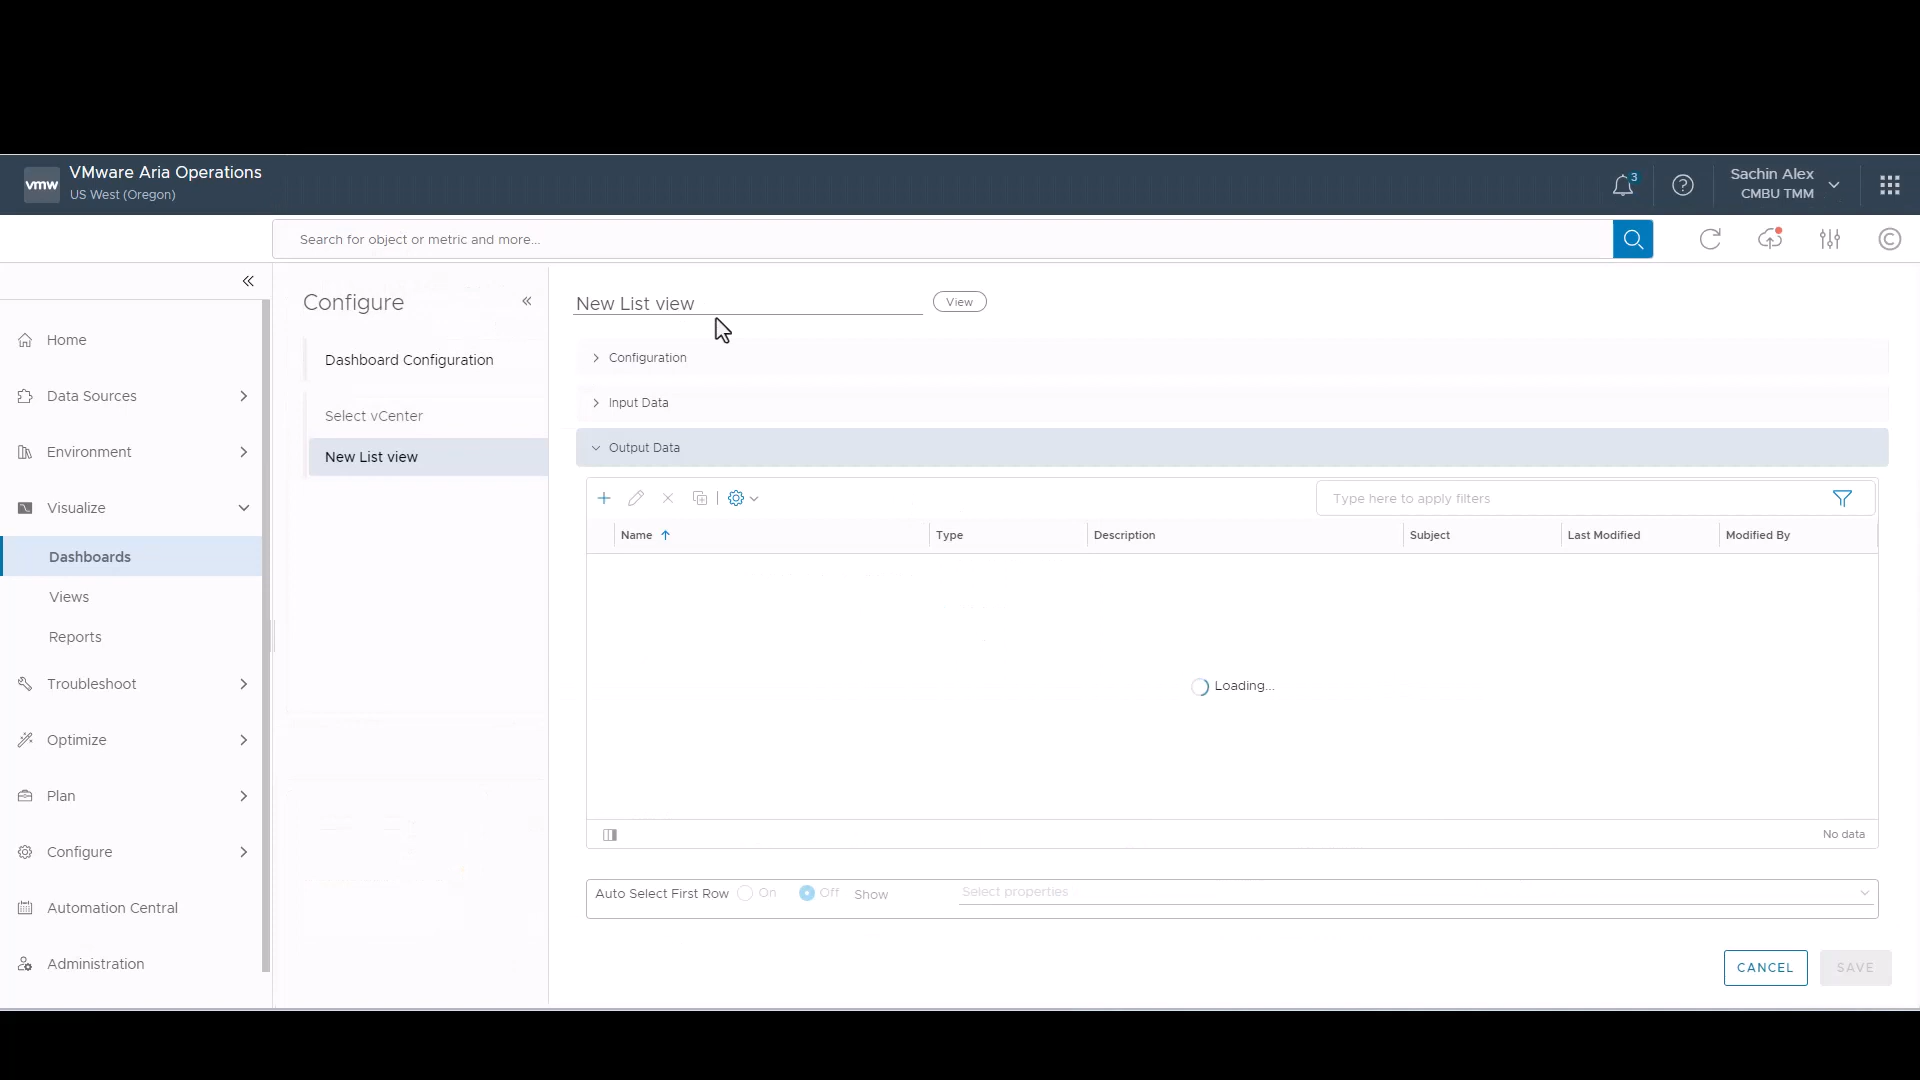 vmw
VMware Aria Operations
US West (Oregon)
3
Sachin Alex
CMBU TMM
Search for object or metric and more...
Home
Data Sources
Environment
Visualize
Dashboards
Views
Reports
Troubleshoot
Optimize
Plan
Configure
Automation Central
Administration
Configure
Dashboard Configuration
Select vCenter
New List view
New List view
View
Configuration
Input Data
Output Data
Type here to apply filters
Name Type Description Subject Last Modified Modified By
Loading...
No data
Auto Select First Row On Off Show Select properties
CANCEL SAVE